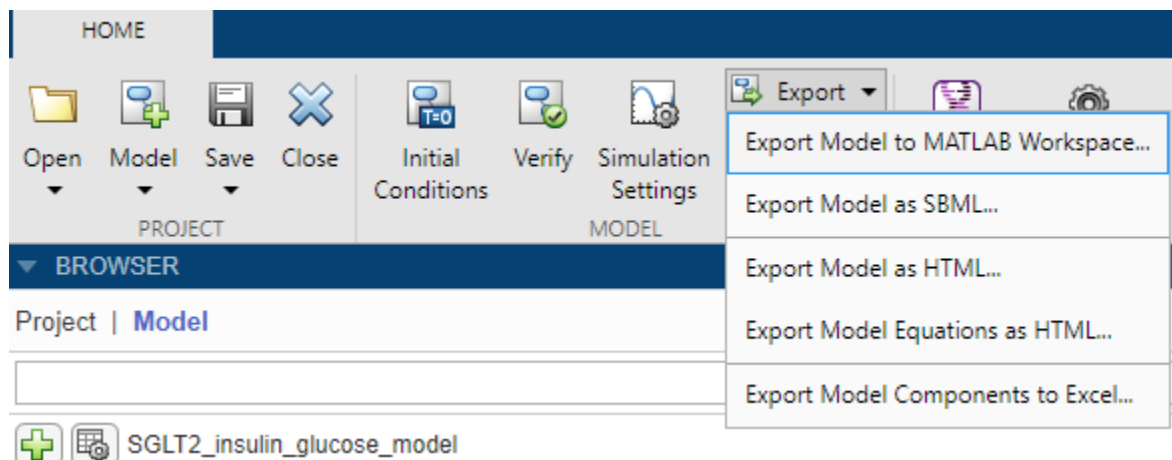 HOME
Open
Model
Save
Close
Initial
Conditions
T=0
Verify
Simulation
Settings
Export
PROJECT
MODEL
Export Model to MATLAB Workspace...
Export Model as SBML...
Export Model as HTML...
Export Model Equations as HTML...
Export Model Components to Excel...
BROWSER
Project | Model
SGLT2_insulin_glucose_model